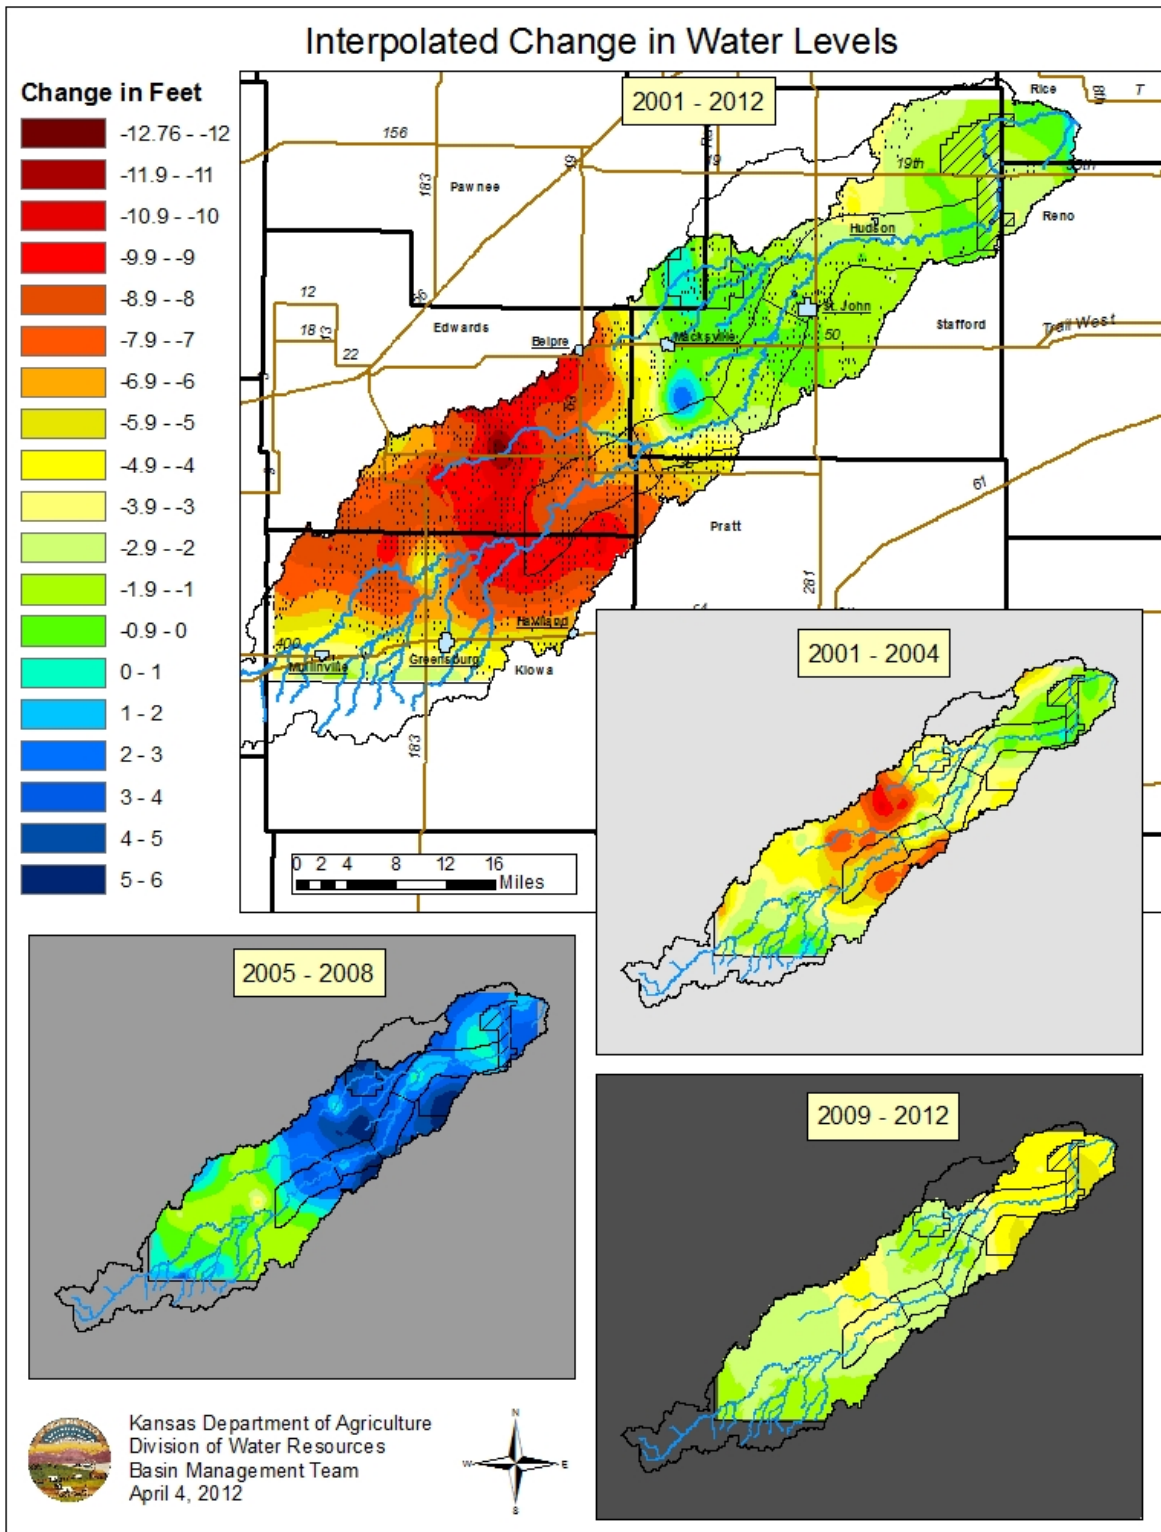 Interpolated Change in Water Levels
Change in Feet
-12.76 - -12
-11.9 - -11
-10.9 - -10
-9.9 - -9
-8.9 - -8
-7.9 - -7
-6.9 - -6
-5.9 - -5
-4.9 - -4
-3.9 - -3
-2.9 - -2
-1.9 - -1
-0.9 - 0
0 - 1
1 - 2
2 - 3
3 - 4
4 - 5
5 - 6
2001 - 2012
Rice
T
156
19
19th
183
Pawnee
Reno
Hudson
12
Edwards
St. John
Stafford
Trail West
18
22
Belpre
Macksville
50
61
Pratt
281
Haviland
400
Mullinville
Greensburg
Kiowa
183
0 2 4 8 12 16
Miles
2001 - 2004
2005 - 2008
2009 - 2012
Kansas Department of Agriculture
Division of Water Resources
Basin Management Team
April 4, 2012
N
W
E
S